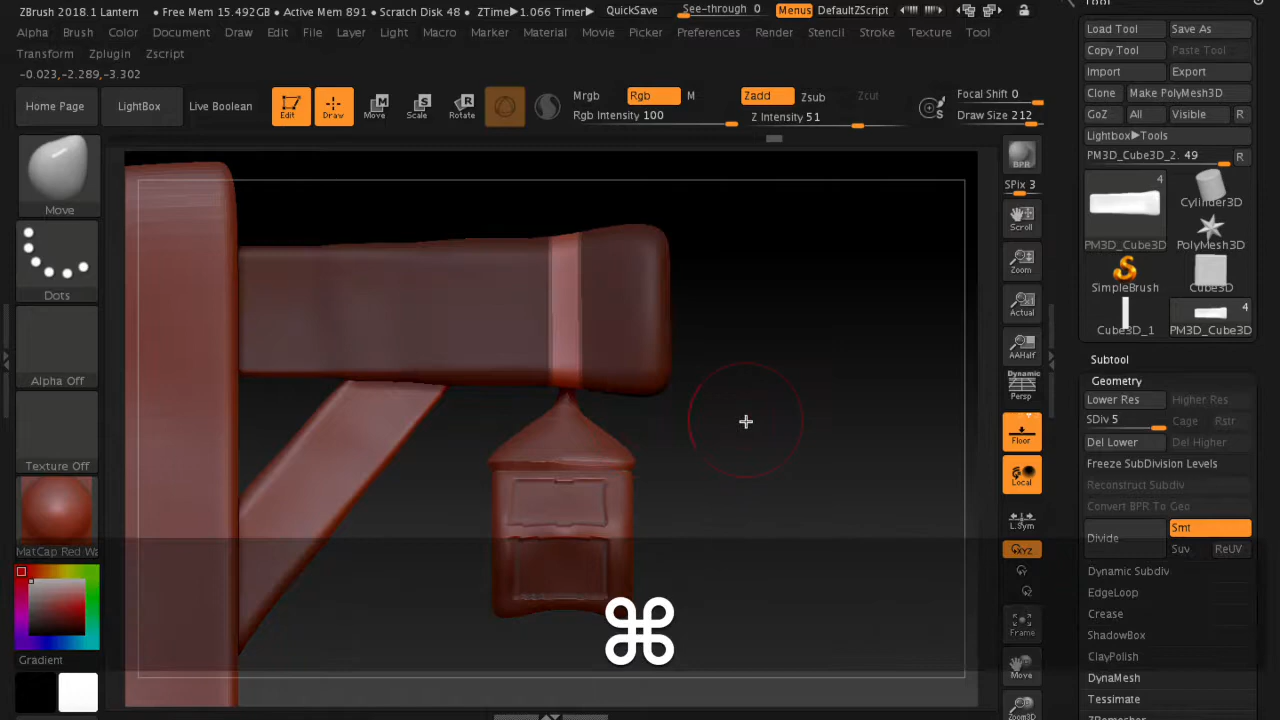 ZBrush 2018.1 Lantern • Free Mem 15.492GB • Active Mem 891 • Scratch Disk 48 • ZTime▶1.066 Timer▶ QuickSave See-through 0 Menus DefaultZScript
Tool
Alpha Brush Color Document Draw Edit File Layer Light Macro Marker Material Movie Picker Preferences Render Stencil Stroke Texture Tool
Transform Zplugin Zscript
-0.023,-2.289,-3.302
Home Page
LightBox
Live Boolean
Edit
Draw
Move
Scale
Rotate
Mrgb Rgb M
Rgb Intensity 100
Zadd Zsub Zcut
Z Intensity 51
Focal Shift 0
Draw Size 212
Move
Dots
Alpha Off
Texture Off
MatCap Red Wa
Gradient
BPR
SPix 3
Scroll
Zoom
Actual
AAHalf
Dynamic
Persp
Floor
Local
L.Sym
XYZ
Frame
Move
Zoom3D
Load Tool Save As
Copy Tool Paste Tool
Import Export
Clone Make PolyMesh3D
GoZ All Visible R
Lightbox▶Tools
PM3D_Cube3D_2. 49 R
4
PM3D_Cube3D
Cylinder3D
PolyMesh3D
SimpleBrush
Cube3D
4
Cube3D_1
PM3D_Cube3D
Subtool
Geometry
Lower Res Higher Res
SDiv 5 Cage Rstr
Del Lower Del Higher
Freeze SubDivision Levels
Reconstruct Subdiv
Convert BPR To Geo
Divide
Smt
Suv ReUV
Dynamic Subdiv
EdgeLoop
Crease
ShadowBox
ClayPolish
DynaMesh
Tessimate
ZRemesher